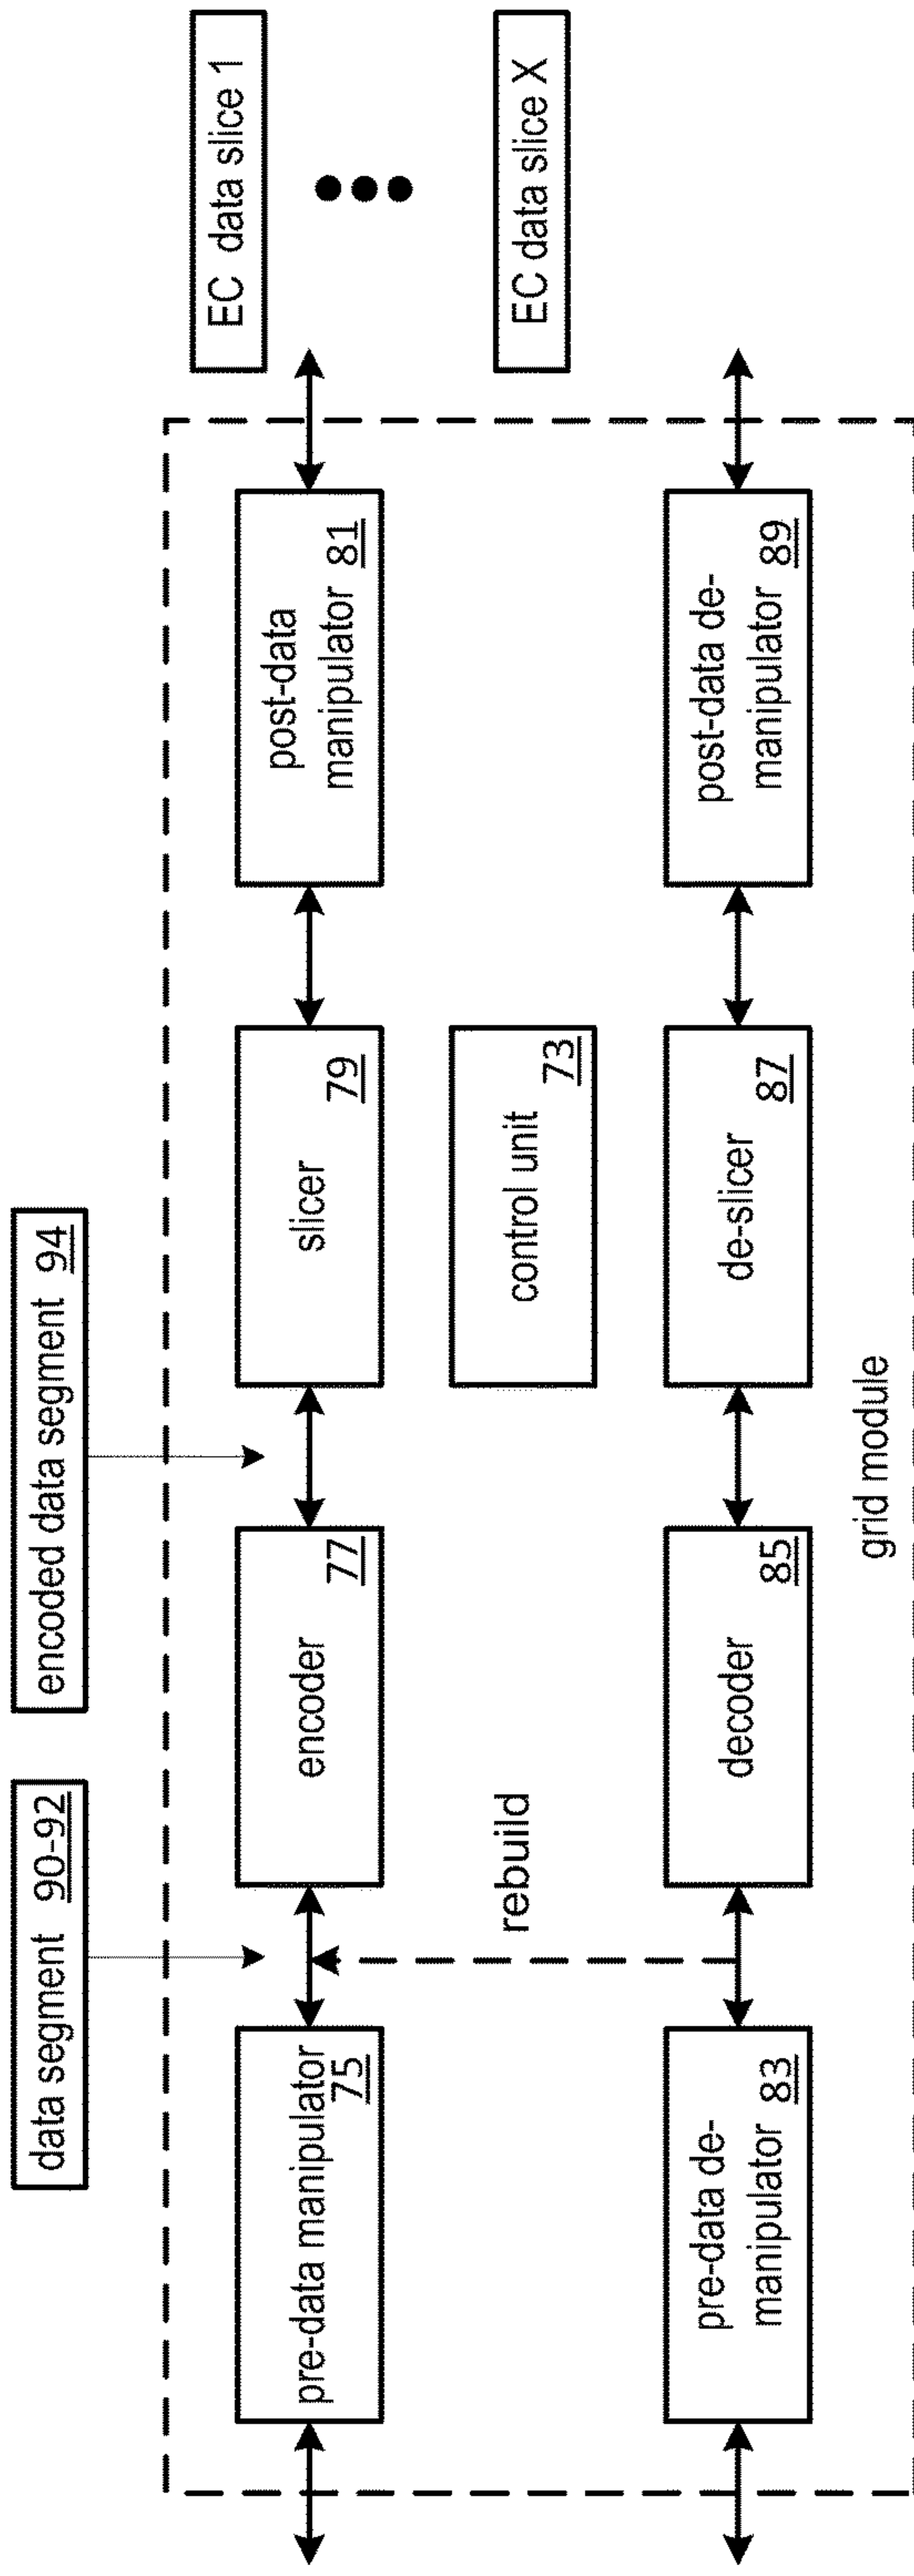 data segment 90-92
encoded data segment 94
pre-data manipulator
75
encoder
77
slicer
79
post-data
manipulator 81
EC data slice 1
rebuild
control unit
73
EC data slice X
pre-data de-
manipulator 83
decoder
85
de-slicer
87
post-data de-
manipulator 89
grid module